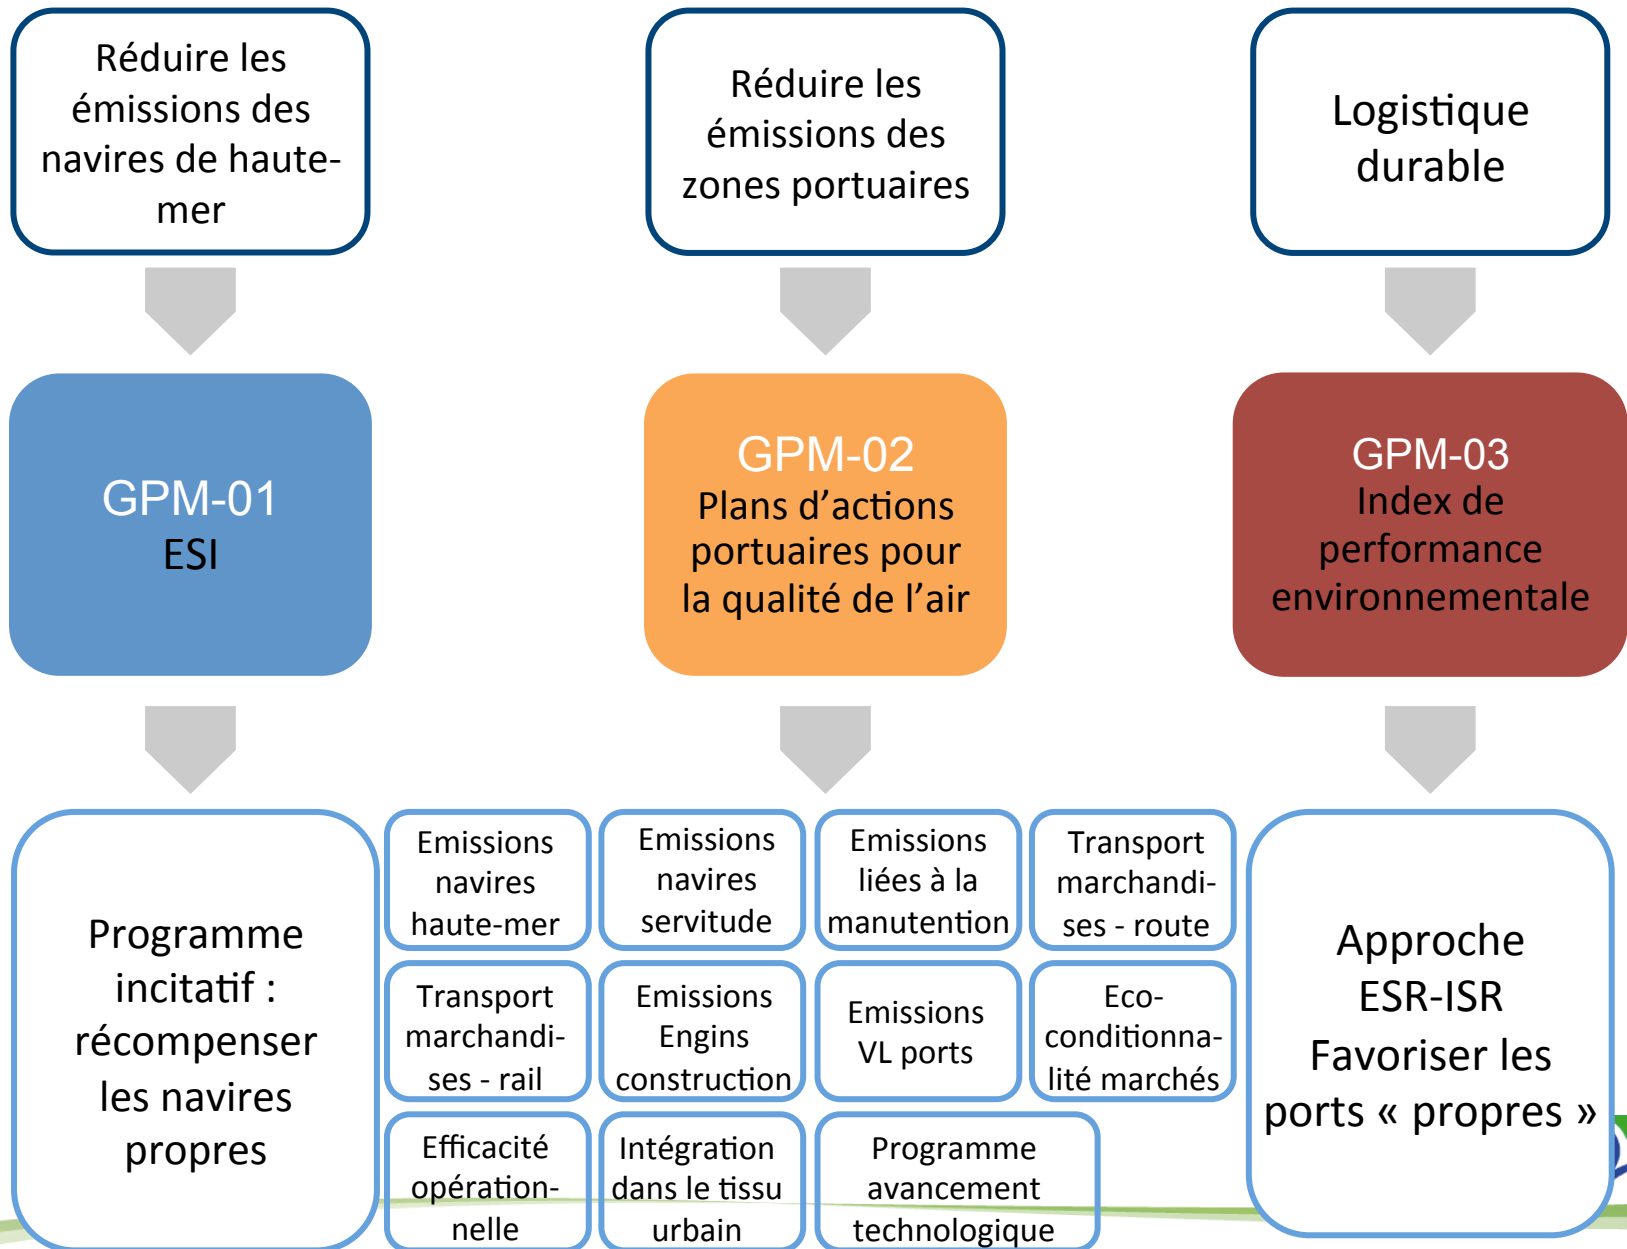 Réduire les
émissions des
navires de haute-
mer
Réduire les
émissions des
zones portuaires
Logistique
durable
GPM-01
ESI
GPM-02
Plans d’actions
portuaires pour
la qualité de l’air
GPM-03
Index de
performance
environnementale
Programme
incitatif :
récompenser
les navires
propres
Emissions
navires
haute-mer
Emissions
navires
servitude
Emissions
liées à la
manutention
Transport
marchandi-
ses - route
Transport
marchandi-
ses - rail
Emissions
Engins
construction
Emissions
VL ports
Eco-
conditionna-
lité marchés
Efficacité
opération-
nelle
Intégration
dans le tissu
urbain
Programme
avancement
technologique
Approche
ESR-ISR
Favoriser les
ports « propres »